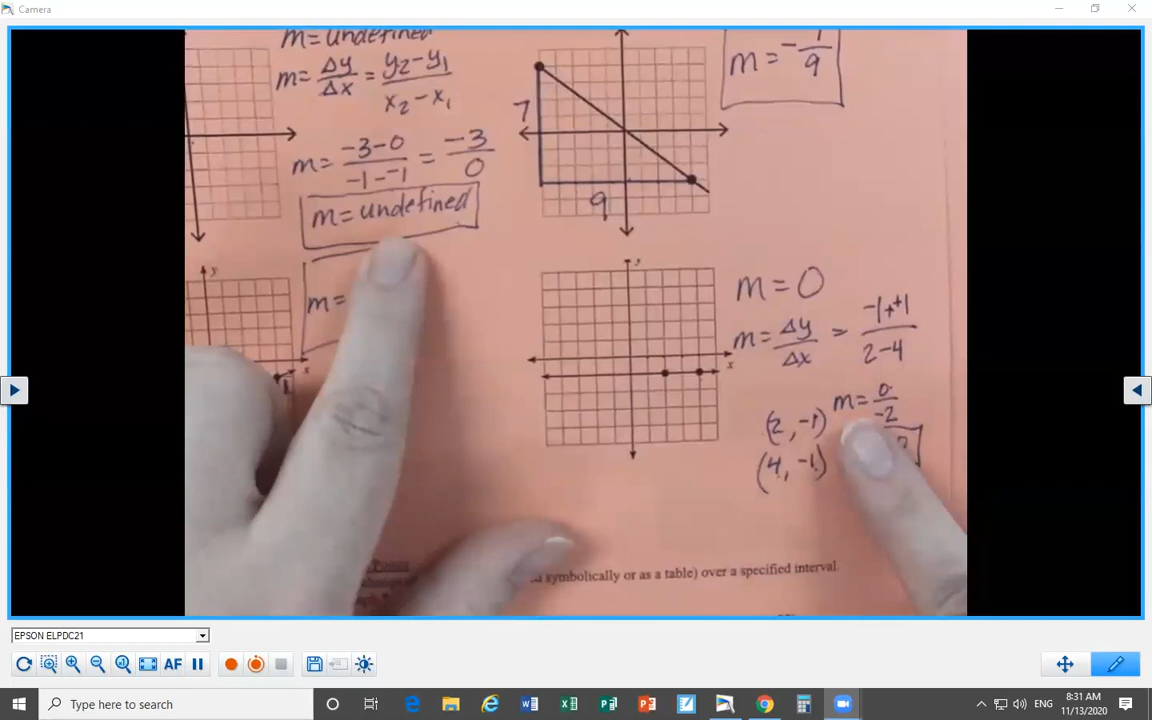 Camera
m = undefined
m = Δy/Δx = y₂ - y₁ / x₂ - x₁
m = -3 - 0 / -1 - -1 = -3 / 0
m = undefined
m =
y
x
7
9
m = - 1/9
y
x
m = 0
m = Δy/Δx = -1 + +1 / 2 - 4
m = 0 / -2
(2, -1)
(4, -1)
Points
symbolically or as a table) over a specified interval.
EPSON ELPDC21
AF
Type here to search
ENG
8:31 AM
11/13/2020